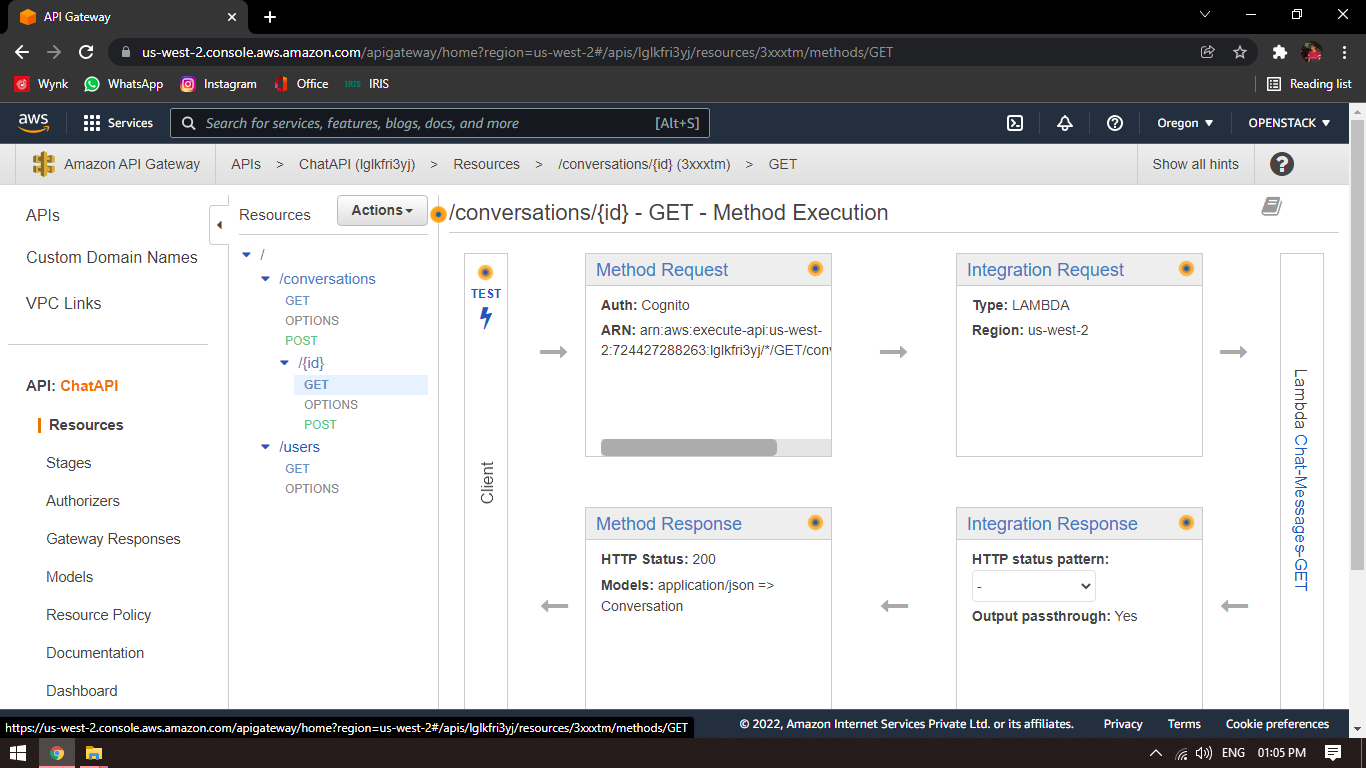 API Gateway
us-west-2.console.aws.amazon.com/apigateway/home?region=us-west-2#/apis/lglkfri3yj/resources/3xxxtm/methods/GET
Wynk WhatsApp Instagram Office IRIS IRIS Reading list
aws Services Search for services, features, blogs, docs, and more [Alt+S] Oregon OPENSTACK
Amazon API Gateway APIs > ChatAPI (lglkfri3yj) > Resources > /conversations/{id} (3xxxtm) > GET Show all hints ?
APIs
Custom Domain Names
VPC Links
API: ChatAPI
Resources
Stages
Authorizers
Gateway Responses
Models
Resource Policy
Documentation
Dashboard
Resources Actions
/
/conversations
GET
OPTIONS
POST
/{id}
GET
OPTIONS
POST
/users
GET
OPTIONS
/conversations/{id} - GET - Method Execution
TEST
Client
Method Request
Auth: Cognito
ARN: arn:aws:execute-api:us-west-
2:724427288263:lglkfri3yj/*/GET/con
Integration Request
Type: LAMBDA
Region: us-west-2
Lambda Chat-Messages-GET
Method Response
HTTP Status: 200
Models: application/json =>
Conversation
Integration Response
HTTP status pattern:
-
Output passthrough: Yes
https://us-west-2.console.aws.amazon.com/apigateway/home?region=us-west-2#/apis/lglkfri3yj/resources/3xxxtm/methods/GET
© 2022, Amazon Internet Services Private Ltd. or its affiliates. Privacy Terms Cookie preferences
ENG 01:05 PM